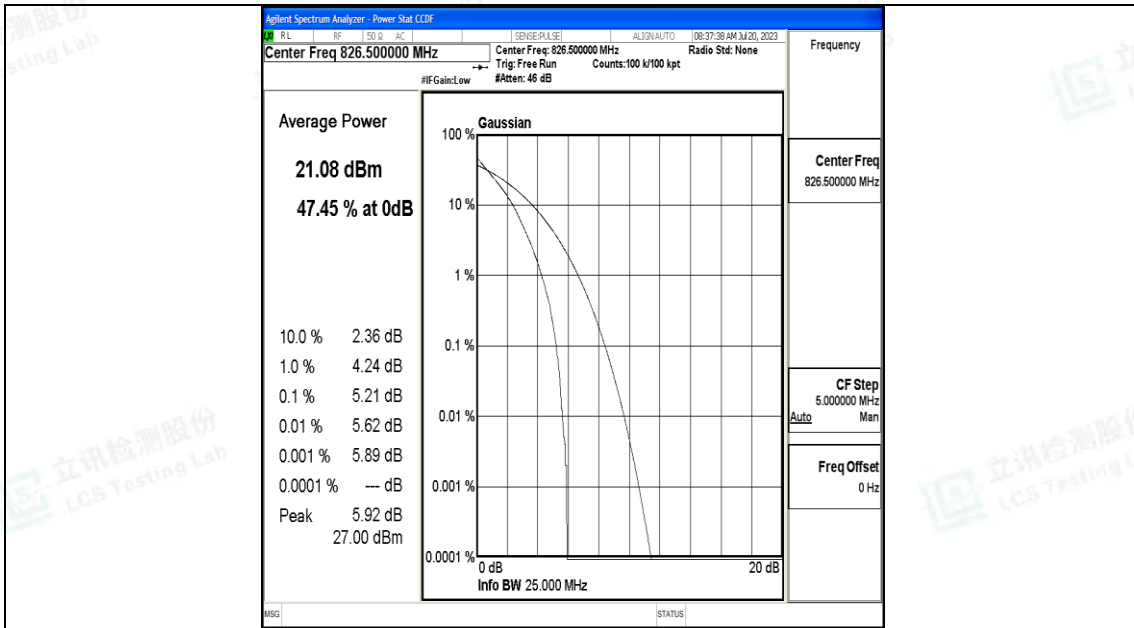 Agilent Spectrum Analyzer - Power Stat CCDF
RL RF 50 Ω AC SENSE:PULSE ALIGN AUTO 08:37:38 AM Jul 20, 2023
Center Freq 826.500000 MHz
Center Freq: 826.500000 MHz Radio Std: None
Trig: Free Run Counts:100 k/100 kpt
#IFGain:Low #Atten: 46 dB
Frequency
Average Power
21.08 dBm
47.45 % at 0dB
10.0 % 2.36 dB
1.0 % 4.24 dB
0.1 % 5.21 dB
0.01 % 5.62 dB
0.001 % 5.89 dB
0.0001 % --- dB
Peak 5.92 dB
27.00 dBm
Gaussian
100 %
10 %
1 %
0.1 %
0.01 %
0.001 %
0.0001 %
0 dB 20 dB
Info BW 25.000 MHz
Center Freq
826.500000 MHz
CF Step
5.000000 MHz
Auto Man
Freq Offset
0 Hz
MSG STATUS
立讯检测股份
LCS Testing Lab